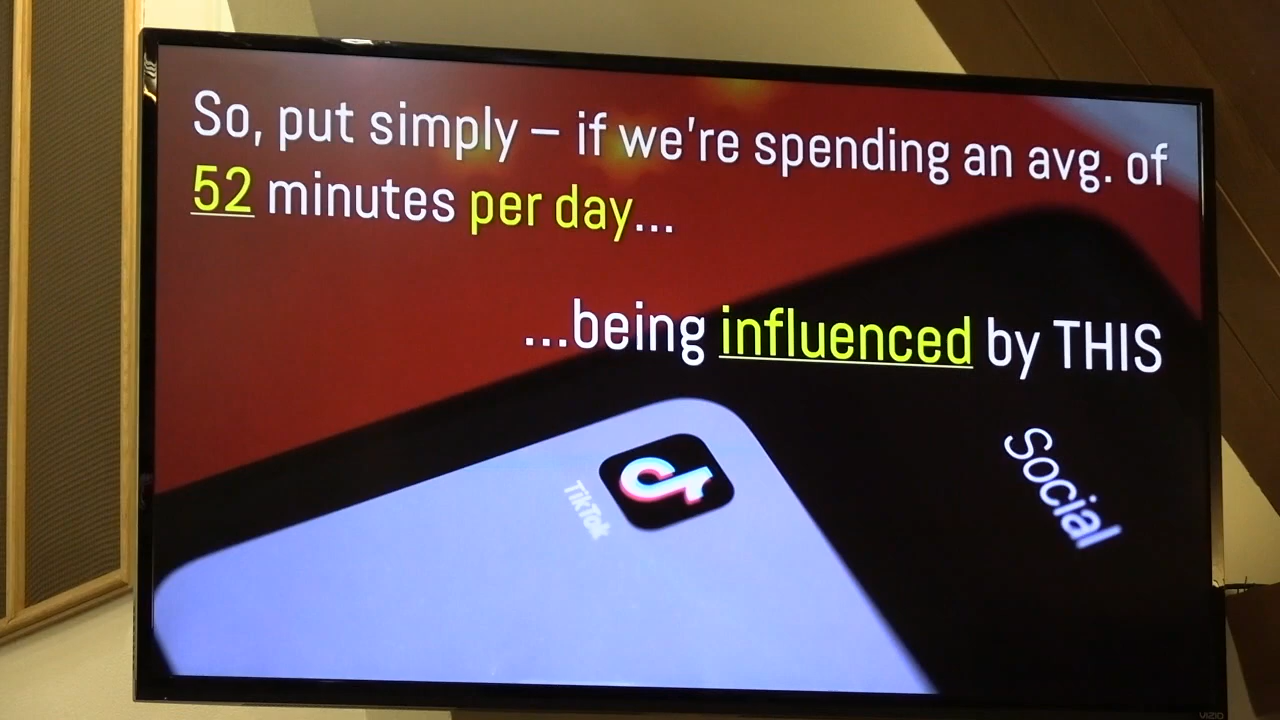 So, put simply – if we're spending an avg. of
52 minutes per day...
...being influenced by THIS
Social
TikTok
VIZIO